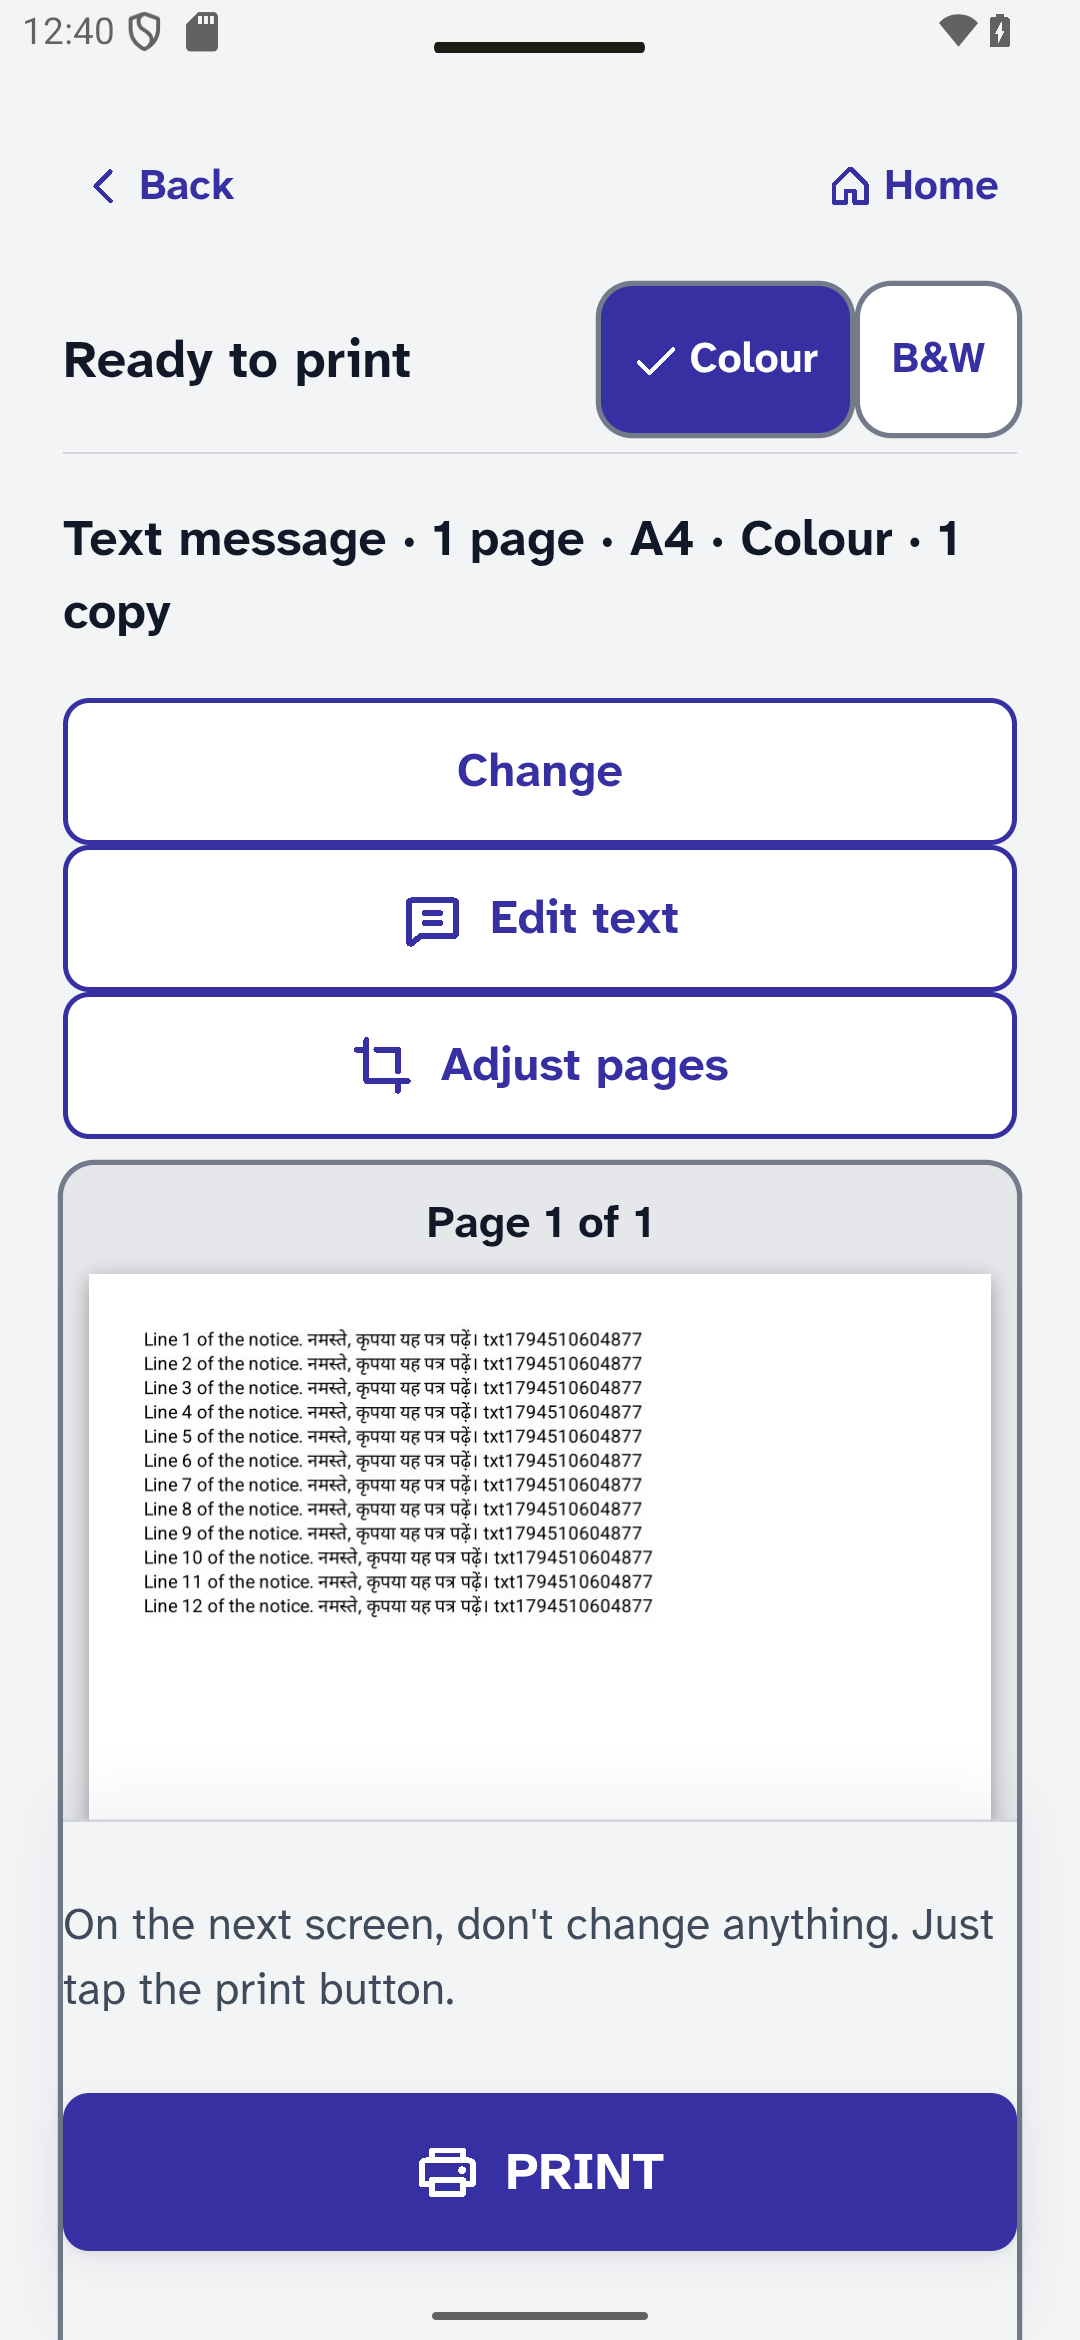 12:40
Back
Home
Ready to print
Colour
B&W
Text message · 1 page · A4 · Colour · 1
copy
Change
Edit text
Adjust pages
Page 1 of 1
Line 1 of the notice. नमस्ते, कृपया यह पत्र पढ़ें। txt1794510604877
Line 2 of the notice. नमस्ते, कृपया यह पत्र पढ़ें। txt1794510604877
Line 3 of the notice. नमस्ते, कृपया यह पत्र पढ़ें। txt1794510604877
Line 4 of the notice. नमस्ते, कृपया यह पत्र पढ़ें। txt1794510604877
Line 5 of the notice. नमस्ते, कृपया यह पत्र पढ़ें। txt1794510604877
Line 6 of the notice. नमस्ते, कृपया यह पत्र पढ़ें। txt1794510604877
Line 7 of the notice. नमस्ते, कृपया यह पत्र पढ़ें। txt1794510604877
Line 8 of the notice. नमस्ते, कृपया यह पत्र पढ़ें। txt1794510604877
Line 9 of the notice. नमस्ते, कृपया यह पत्र पढ़ें। txt1794510604877
Line 10 of the notice. नमस्ते, कृपया यह पत्र पढ़ें। txt1794510604877
Line 11 of the notice. नमस्ते, कृपया यह पत्र पढ़ें। txt1794510604877
Line 12 of the notice. नमस्ते, कृपया यह पत्र पढ़ें। txt1794510604877
On the next screen, don't change anything. Just
tap the print button.
PRINT